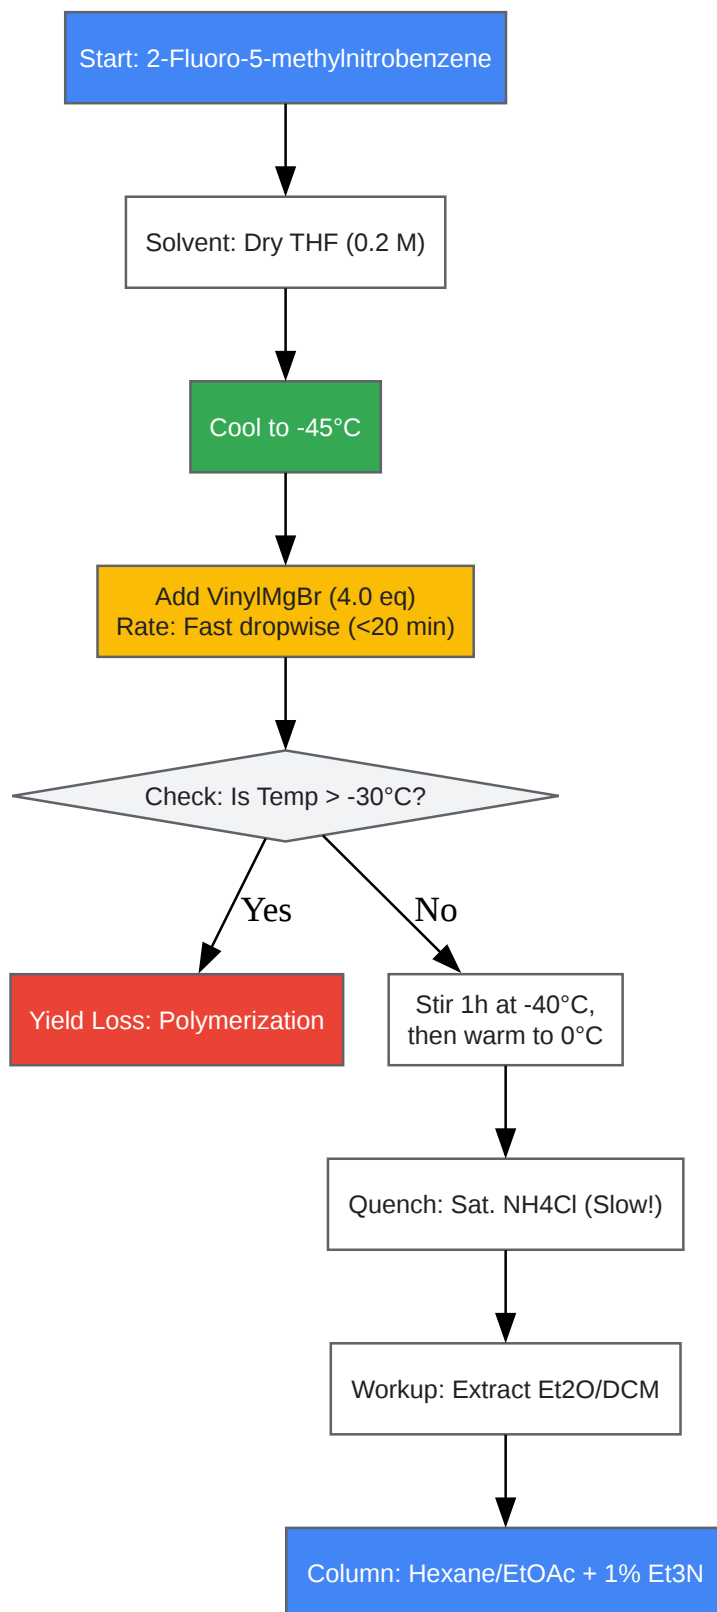 Start: 2-Fluoro-5-methylnitrobenzene
Solvent: Dry THF (0.2 M)
Cool to -45°C
Add VinylMgBr (4.0 eq)
Rate: Fast dropwise (<20 min)
Check: Is Temp > -30°C?
Yes
No
Yield Loss: Polymerization
Stir 1h at -40°C,
then warm to 0°C
Quench: Sat. NH4Cl (Slow!)
Workup: Extract Et2O/DCM
Column: Hexane/EtOAc + 1% Et3N